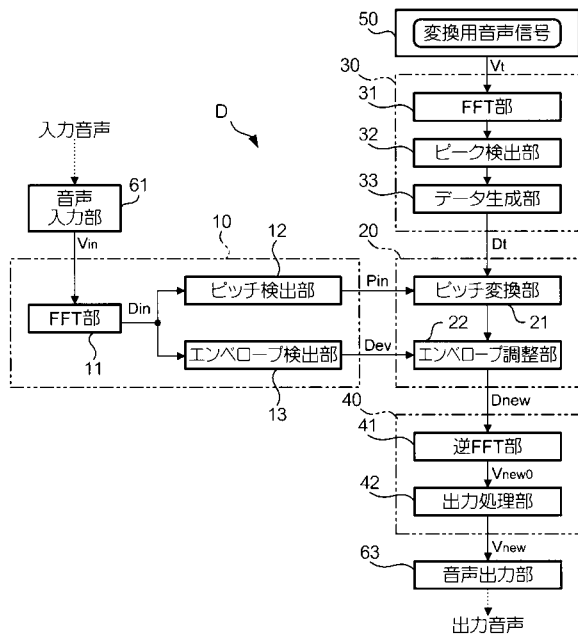 50
変換用音声信号
Vt
30
31
FFT部
32
ピーク検出部
33
データ生成部
Dt
D
入力音声
音声
入力部
61
Vin
10
12
ピッチ検出部
Pin
FFT部
11
Din
エンベロープ検出部
13
Dev
20
ピッチ変換部
21
22
エンベロープ調整部
Dnew
40
41
逆FFT部
Vnew0
42
出力処理部
Vnew
63
音声出力部
出力音声